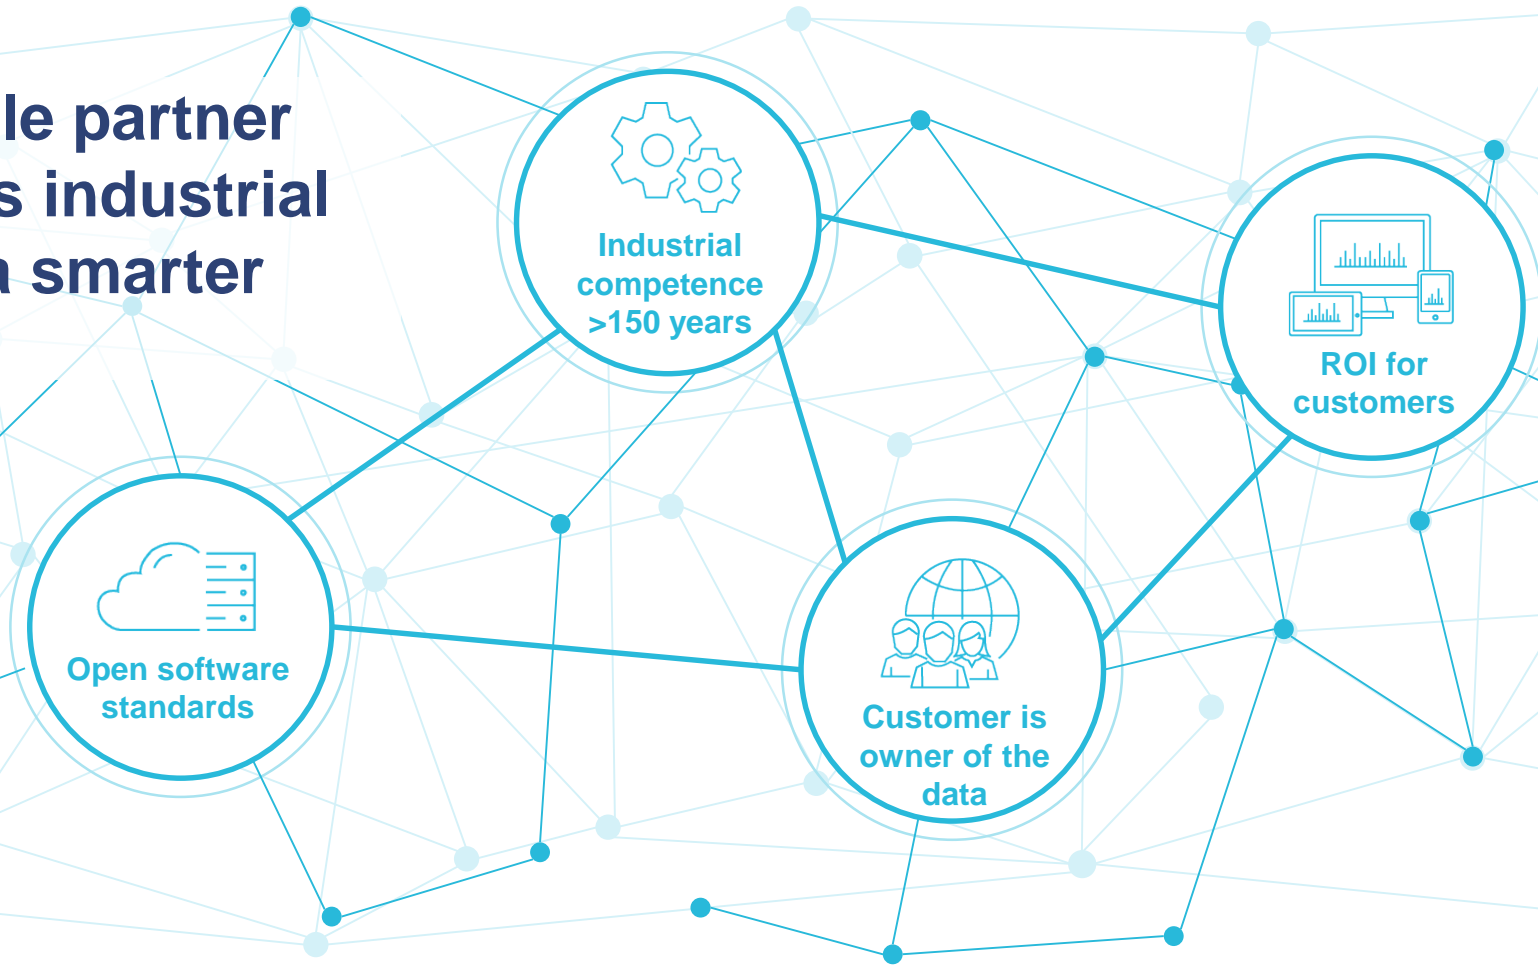 le partner
s industrial
a smarter
Industrial
competence
>150 years
ROI for
customers
Open software
standards
Customer is
owner of the
data